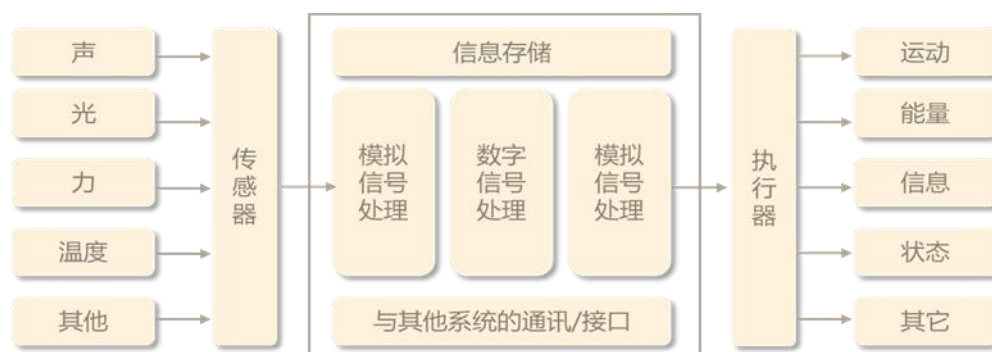 声
光
力
温度
其他
传
感
器
信息存储
模拟
信号
处理
数字
信号
处理
模拟
信号
处理
与其他系统的通讯/接口
执
行
器
运动
能量
信息
状态
其它